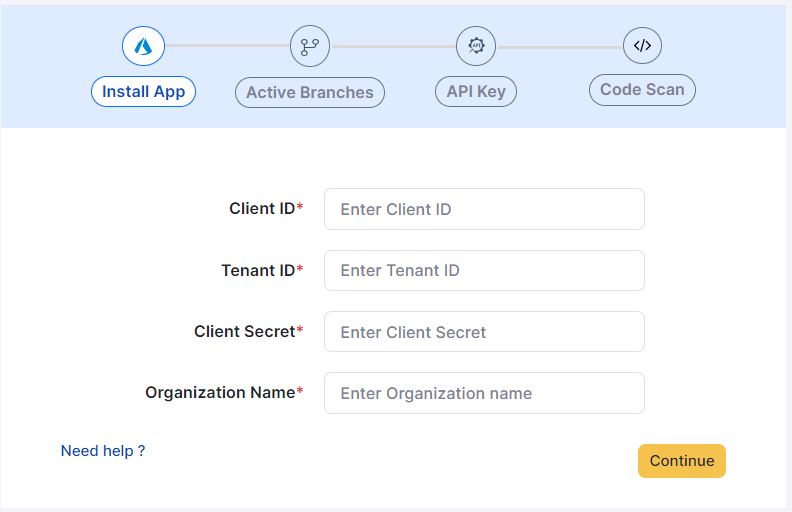 API
</>
Install App
Active Branches
API Key
Code Scan
Client ID*
Enter Client ID
Tenant ID*
Enter Tenant ID
Client Secret*
Enter Client Secret
Organization Name*
Enter Organization name
Need help ?
Continue